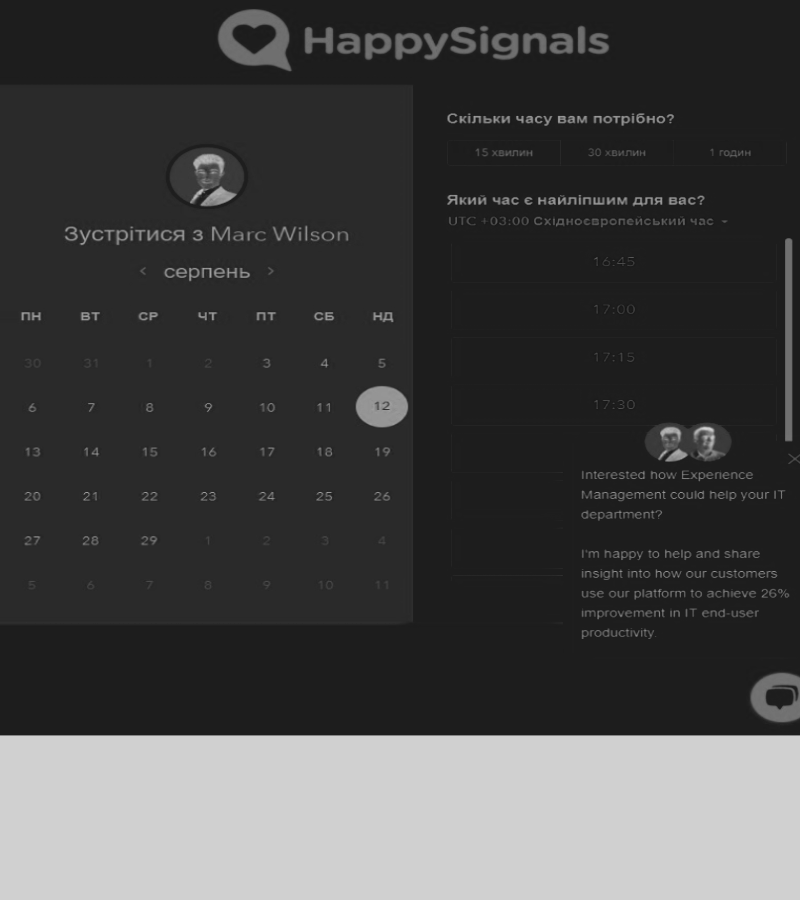 HappySignals
Зустрітися з Marc Wilson
серпень
ПН ВТ СР ЧТ ПТ СБ НД
30 31 1 2 3 4 5
6 7 8 9 10 11 12
13 14 15 16 17 18 19
20 21 22 23 24 25 26
27 28 29 1 2 3 4
5 6 7 8 9 10 11
Скільки часу вам потрібно?
15 хвилин 30 хвилин 1 годин
Який час є найліпшим для вас?
UTC +03:00 Східноєвропейський час
16:45
17:00
17:15
17:30
Interested how Experience
Management could help your IT
department?
I'm happy to help and share
insight into how our customers
use our platform to achieve 26%
improvement in IT end-user
productivity.